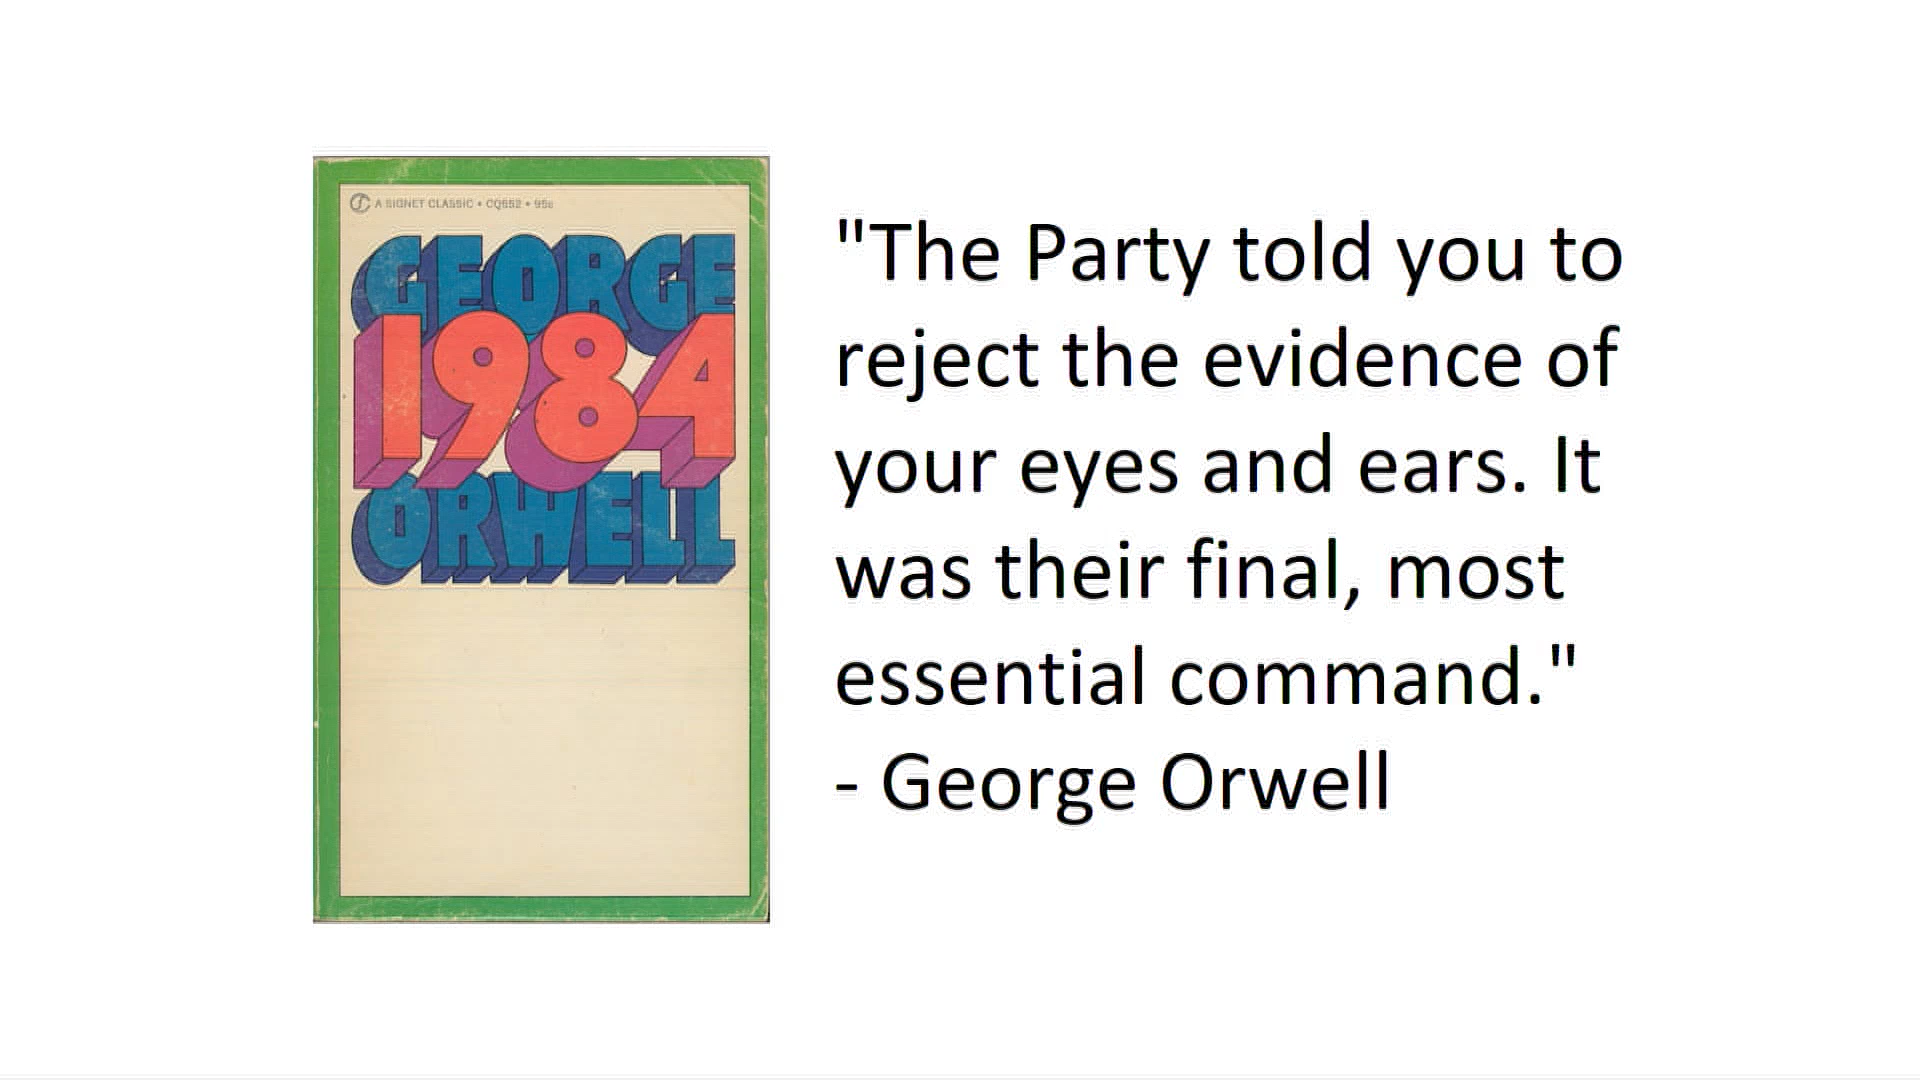 A SIGNET CLASSIC • CQ652 • 95¢
GEORGE
1984
ORWELL
"The Party told you to
reject the evidence of
your eyes and ears. It
was their final, most
essential command."
- George Orwell